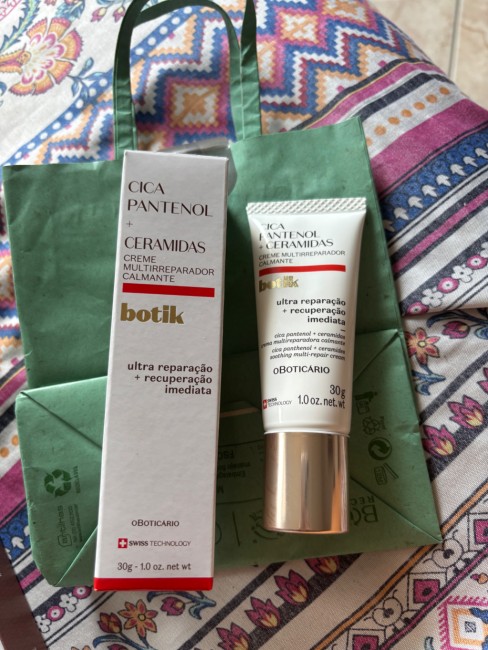 CICA
PANTENOL
+
CERAMIDAS
CREME
MULTIRREPARADOR
CALMANTE
botik
ultra reparação
+ recuperação
imediata
OBOTICÁRIO
SWISS TECHNOLOGY
30g - 1.0 oz. net wt
CICA
PANTENOL
+ CERAMIDAS
CREME MULTIRREPARADOR
CALMANTE
botik
ultra reparação
+ recuperação
imediata
cica pantenol + ceramidas
creme multirreparador calmante
cica panthenol + ceramides
soothing multi-repair cream
OBOTICÁRIO
30g
1.0 oz. net. wt
SWISS
TECHNOLOGY